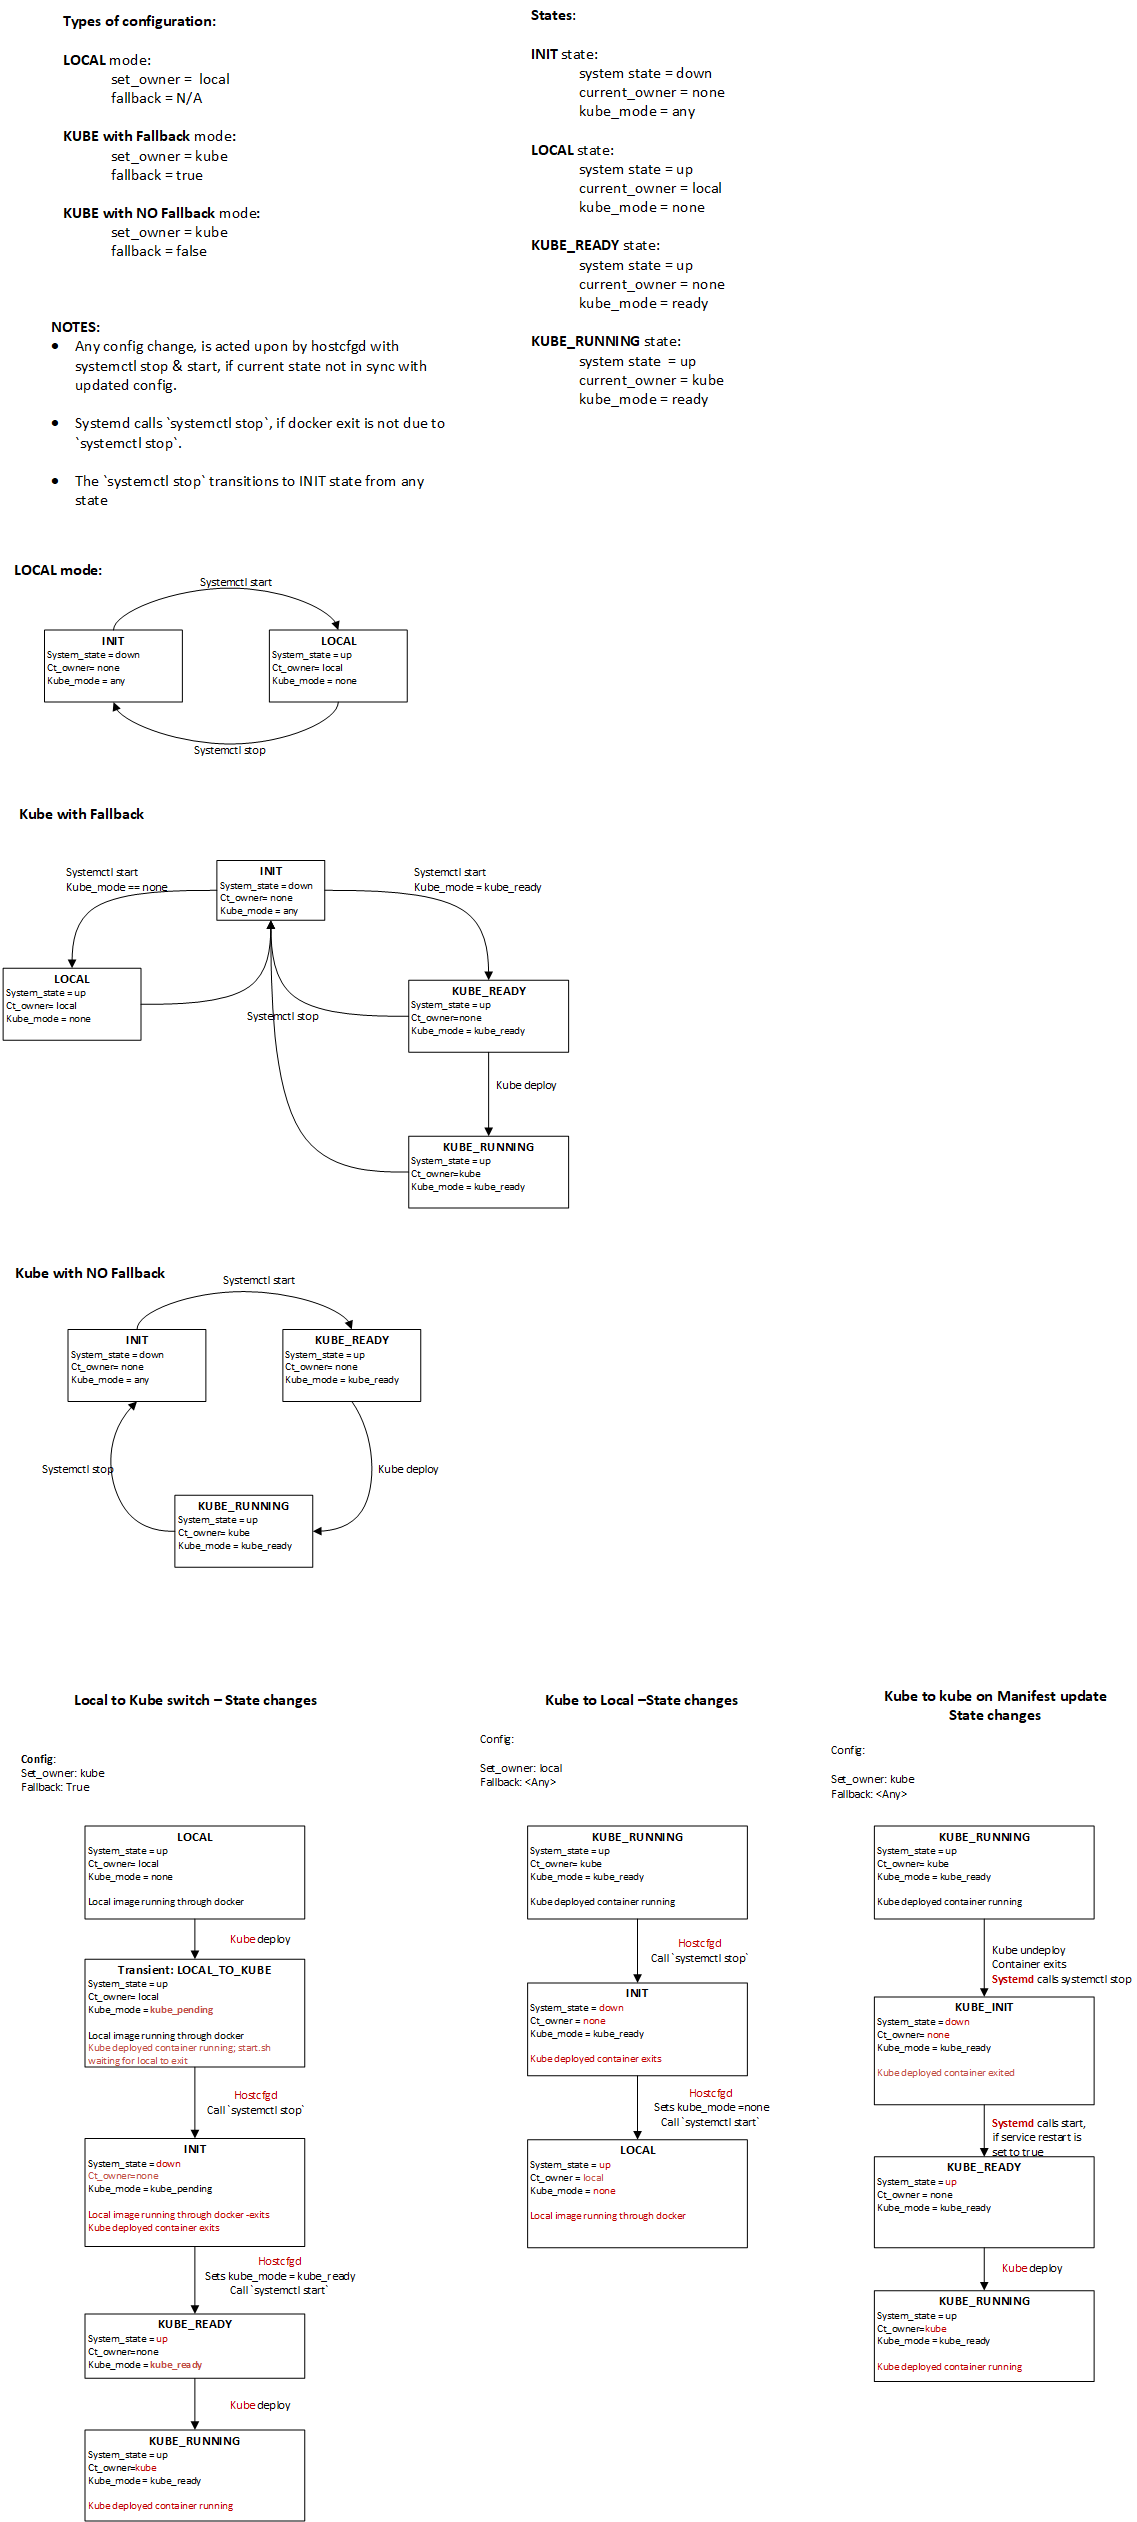 Types of configuration:
LOCAL mode:
set_owner =  local
fallback = N/A
KUBE with Fallback mode:
set_owner = kube
fallback = true
KUBE with NO Fallback mode:
set_owner = kube
fallback = false
NOTES:
• Any config change, is acted upon by hostcfgd with
systemctl stop & start, if current state not in sync with
updated config.
• Systemd calls `systemctl stop`, if docker exit is not due to
`systemctl stop`.
• The `systemctl stop` transitions to INIT state from any
state
States:
INIT state:
system state = down
current_owner = none
kube_mode = any
LOCAL state:
system state = up
current_owner = local
kube_mode = none
KUBE_READY state:
system state = up
current_owner = none
kube_mode = ready
KUBE_RUNNING state:
system state  = up
current_owner = kube
kube_mode = ready
LOCAL mode:
Systemctl start
INIT
System_state = down
Ct_owner= none
Kube_mode = any
LOCAL
System_state = up
Ct_owner= local
Kube_mode = none
Systemctl stop
Kube with Fallback
Systemctl start
Kube_mode == none
INIT
System_state = down
Ct_owner= none
Kube_mode = any
Systemctl start
Kube_mode = kube_ready
LOCAL
System_state = up
Ct_owner= local
Kube_mode = none
KUBE_READY
System_state = up
Ct_owner=none
Kube_mode = kube_ready
Systemctl stop
Kube deploy
KUBE_RUNNING
System_state = up
Ct_owner=kube
Kube_mode = kube_ready
Kube with NO Fallback
Systemctl start
INIT
System_state = down
Ct_owner= none
Kube_mode = any
KUBE_READY
System_state = up
Ct_owner= none
Kube_mode = kube_ready
Systemctl stop
Kube deploy
KUBE_RUNNING
System_state = up
Ct_owner= kube
Kube_mode = kube_ready
Local to Kube switch – State changes
Config:
Set_owner: kube
Fallback: True
LOCAL
System_state = up
Ct_owner= local
Kube_mode = none
Local image running through docker
Kube deploy
Transient: LOCAL_TO_KUBE
System_state = up
Ct_owner= local
Kube_mode = kube_pending
Local image running through docker
Kube deployed container running; start.sh
waiting for local to exit
Hostcfgd
Call `systemctl stop`
INIT
System_state = down
Ct_owner=none
Kube_mode = kube_pending
Local image running through docker -exits
Kube deployed container exits
Hostcfgd
Sets kube_mode = kube_ready
Call `systemctl start`
KUBE_READY
System_state = up
Ct_owner=none
Kube_mode = kube_ready
Kube deploy
KUBE_RUNNING
System_state = up
Ct_owner=kube
Kube_mode = kube_ready
Kube deployed container running
Kube to Local –State changes
Config:
Set_owner: local
Fallback: <Any>
KUBE_RUNNING
System_state = up
Ct_owner= kube
Kube_mode = kube_ready
Kube deployed container running
Hostcfgd
Call `systemctl stop`
INIT
System_state = down
Ct_owner = none
Kube_mode = kube_ready
Kube deployed container exits
Hostcfgd
Sets kube_mode =none
Call `systemctl start`
LOCAL
System_state = up
Ct_owner = local
Kube_mode = none
Local image running through docker
Kube to kube on Manifest update
State changes
Config:
Set_owner: kube
Fallback: <Any>
KUBE_RUNNING
System_state = up
Ct_owner= kube
Kube_mode = kube_ready
Kube deployed container running
Kube undeploy
Container exits
Systemd calls systemctl stop
KUBE_INIT
System_state = down
Ct_owner= none
Kube_mode = kube_ready
Kube deployed container exited
Systemd calls start,
if service restart is
set to true
KUBE_READY
System_state = up
Ct_owner = none
Kube_mode = kube_ready
Kube deploy
KUBE_RUNNING
System_state = up
Ct_owner=kube
Kube_mode = kube_ready
Kube deployed container running